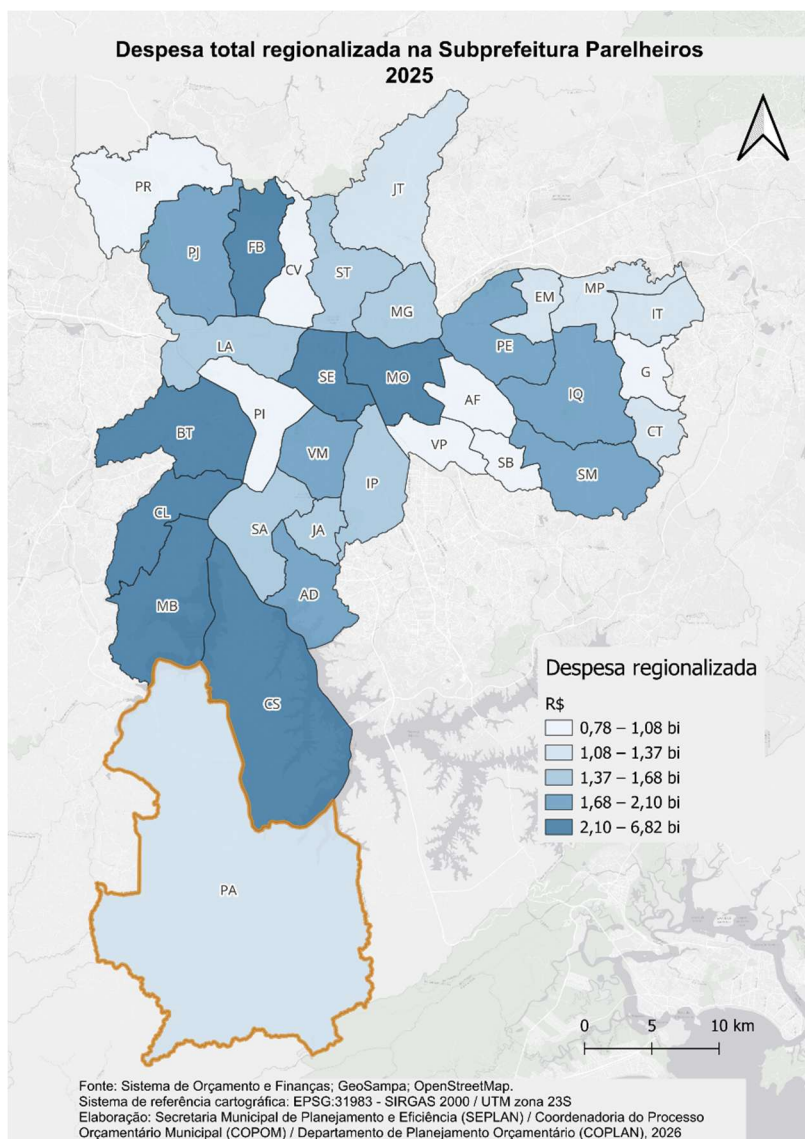 Despesa total regionalizada na Subprefeitura Parelheiros
2025
PR
JT
PJ
FB
CV
ST
MG
EM
MP
IT
LA
PE
SE
MO
IQ
G
PI
AF
BT
VP
CT
VM
SB
SM
IP
CL
SA
JA
AD
MB
CS
PA
Despesa regionalizada
R$
0,78 – 1,08 bi
1,08 – 1,37 bi
1,37 – 1,68 bi
1,68 – 2,10 bi
2,10 – 6,82 bi
0 5 10 km
Fonte: Sistema de Orçamento e Finanças; GeoSampa; OpenStreetMap.
Sistema de referência cartográfica: EPSG:31983 - SIRGAS 2000 / UTM zona 23S
Elaboração: Secretaria Municipal de Planejamento e Eficiência (SEPLAN) / Coordenadoria do Processo
Orçamentário Municipal (COPOM) / Departamento de Planejamento Orçamentário (COPLAN), 2026